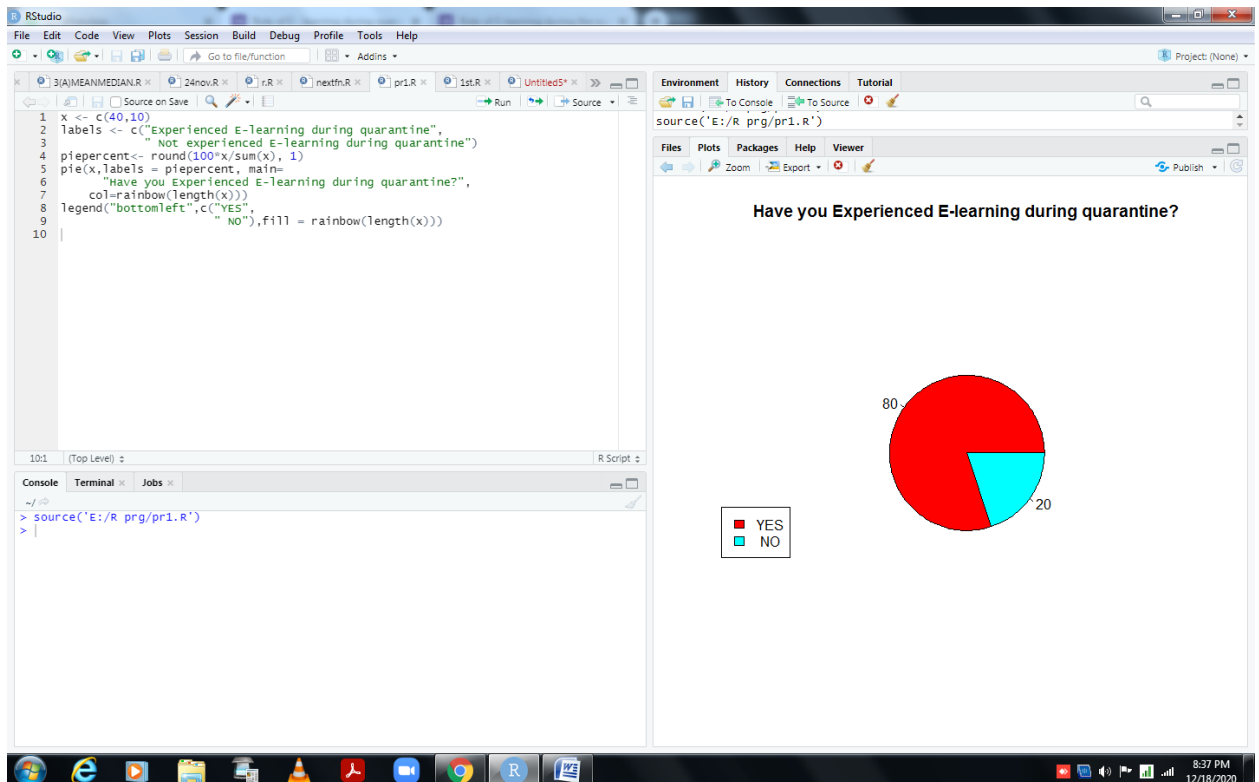 RStudio
File Edit Code View Plots Session Build Debug Profile Tools Help
Go to file/function Addins Project: (None)
3(A)MEANMEDIAN.R 24nov.R r.R nextfn.R pr1.R 1st.R Untitled5*
Source on Save Run Source
1 x <- c(40,10)
2 labels <- c("Experienced E-learning during quarantine",
3 " Not experienced E-learning during quarantine")
4 piepercent<- round(100*x/sum(x), 1)
5 pie(x,labels = piepercent, main=
6 "Have you Experienced E-learning during quarantine?",
7 col=rainbow(length(x)))
8 legend("bottomleft",c("YES",
9 " NO"),fill = rainbow(length(x)))
10
10:1 (Top Level) R Script
Console Terminal Jobs
~/
> source('E:/R prg/pr1.R')
>
Environment History Connections Tutorial
To Console To Source
source('E:/R prg/pr1.R')
Files Plots Packages Help Viewer
Zoom Export Publish
Have you Experienced E-learning during quarantine?
80
20
YES
NO
8:37 PM
12/18/2020